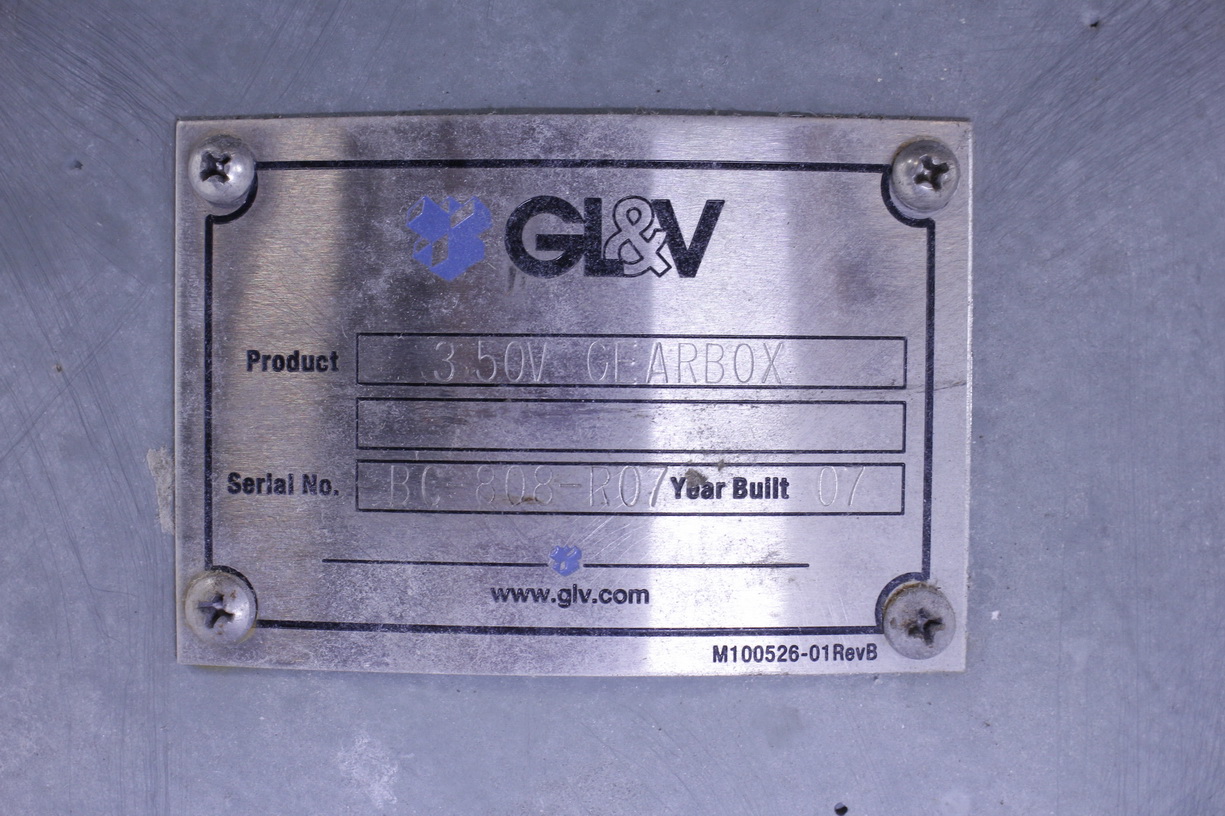 GL&V
Product 350V GEARBOX
Serial No. BC-808-R07 Year Built 07
www.glv.com
M100526-01RevB